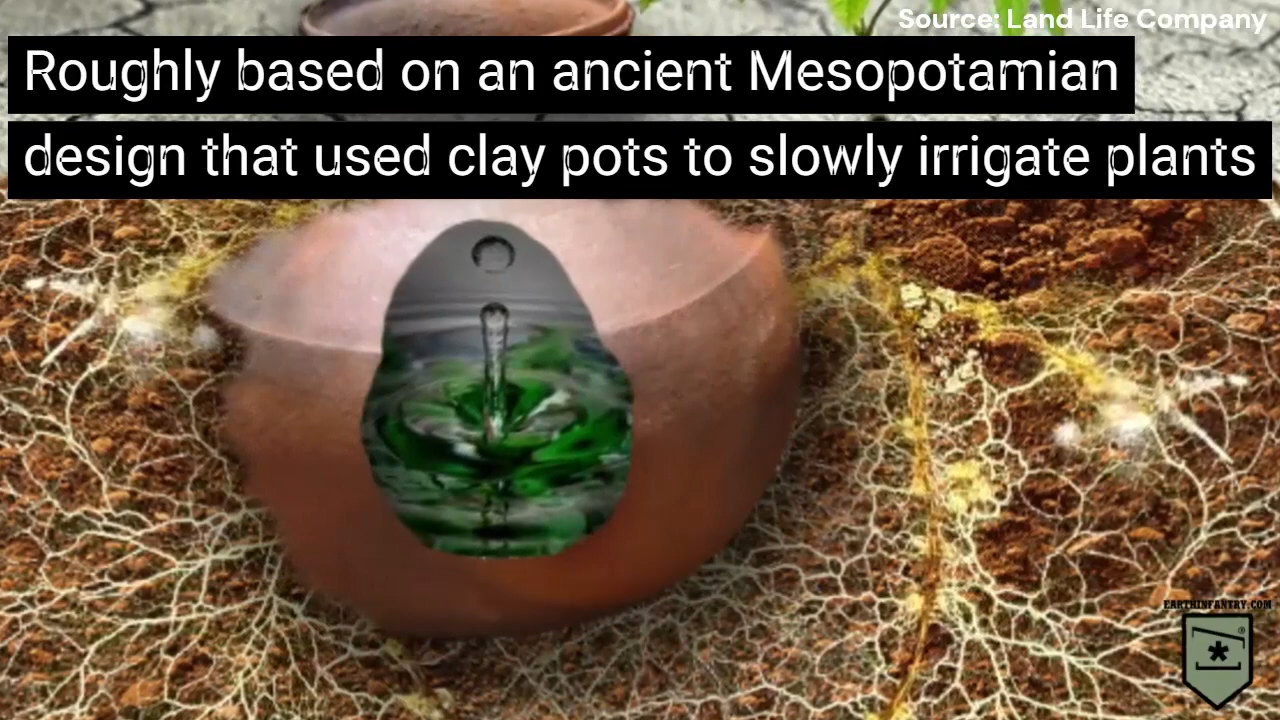 Source: Land Life Company
Roughly based on an ancient Mesopotamian
design that used clay pots to slowly irrigate plants
EARTHINFANTRY.COM